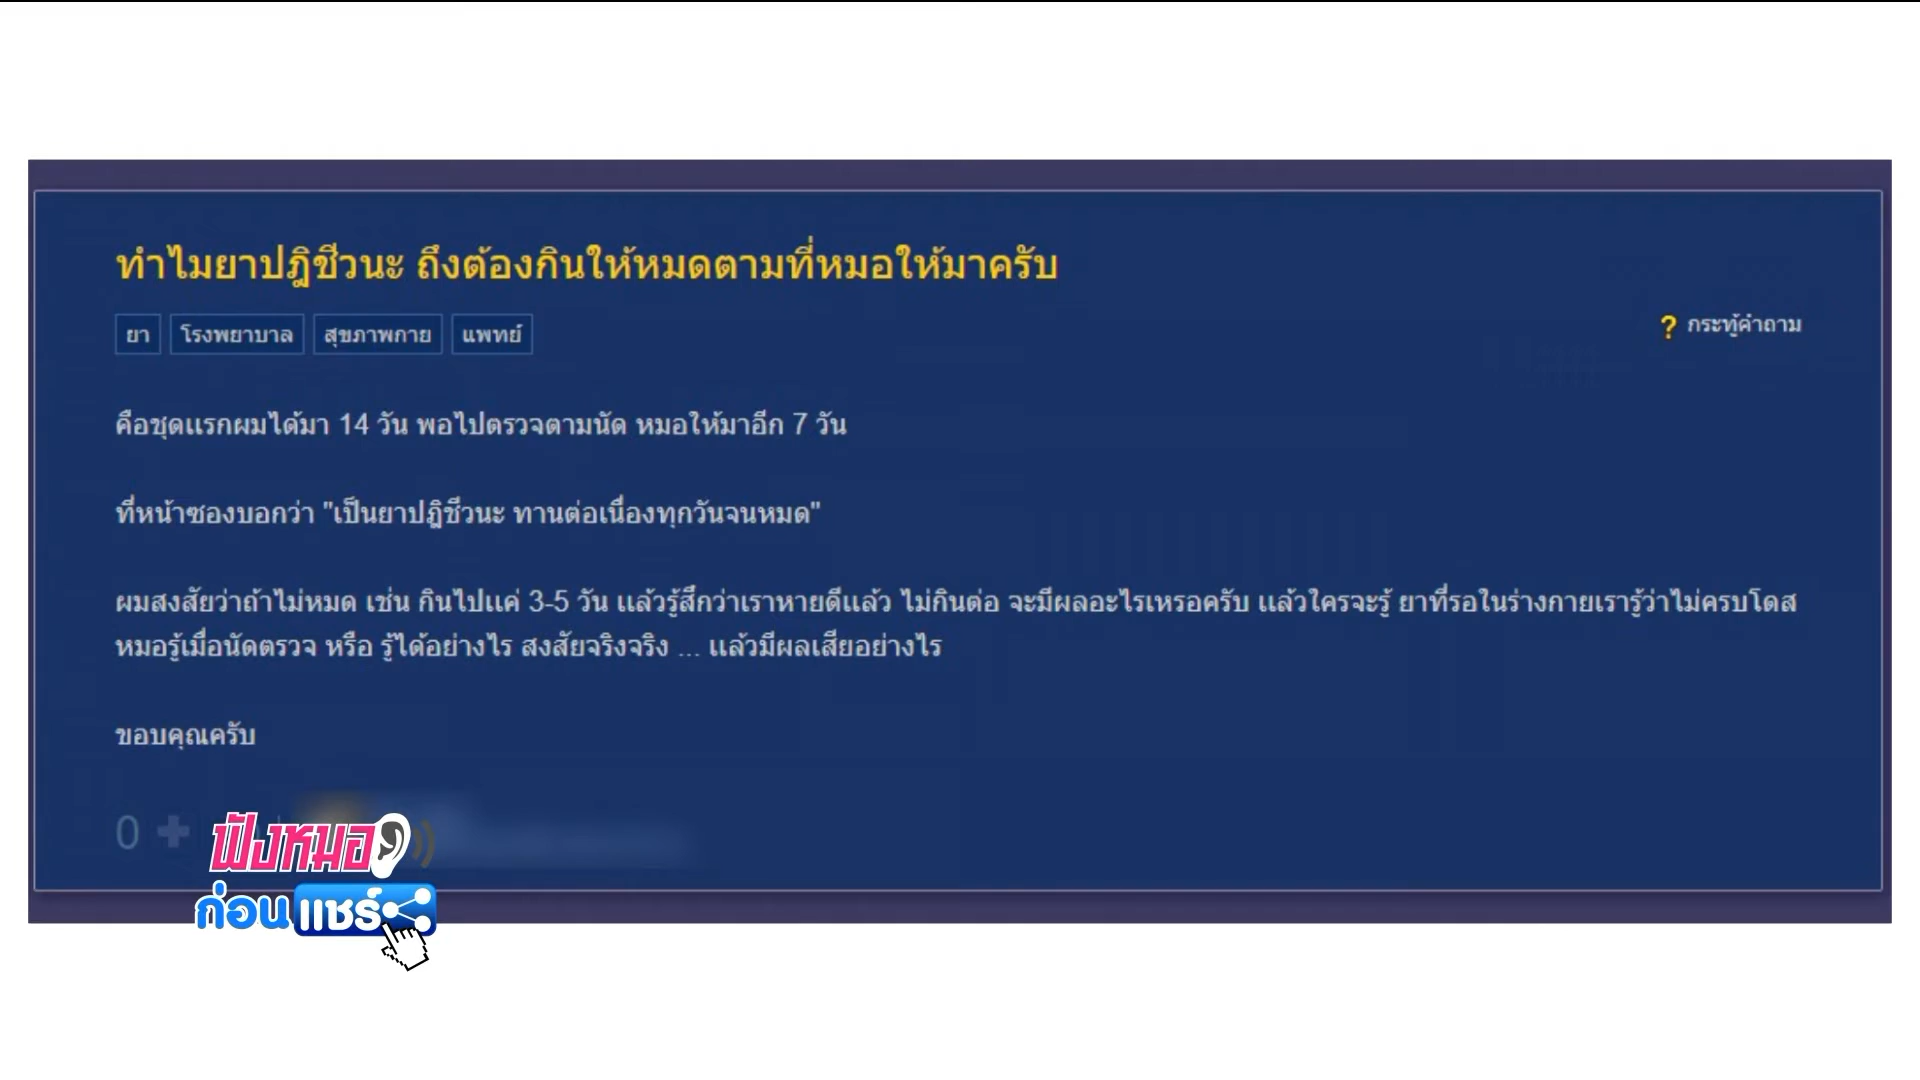 ทำไมยาปฎิชีวนะ ถึงต้องกินให้หมดตามที่หมอให้มาครับ
ยา โรงพยาบาล สุขภาพกาย แพทย์
? กระทู้คำถาม
คือชุดแรกผมได้มา 14 วัน พอไปตรวจตามนัด หมอให้มาอีก 7 วัน
ที่หน้าซองบอกว่า "เป็นยาปฎิชีวนะ ทานต่อเนื่องทุกวันจนหมด"
ผมสงสัยว่าถ้าไม่หมด เช่น กินไปแค่ 3-5 วัน แล้วรู้สึกว่าเราหายดีแล้ว ไม่กินต่อ จะมีผลอะไรเหรอครับ แล้วใครจะรู้ ยาที่รอในร่างกายเรารู้ว่าไม่ครบโดส
หมอรู้เมื่อนัดตรวจ หรือ รู้ได้อย่างไร สงสัยจริงจริง ... แล้วมีผลเสียอย่างไร
ขอบคุณครับ
0
ฟังหมอ
ก่อนแชร์